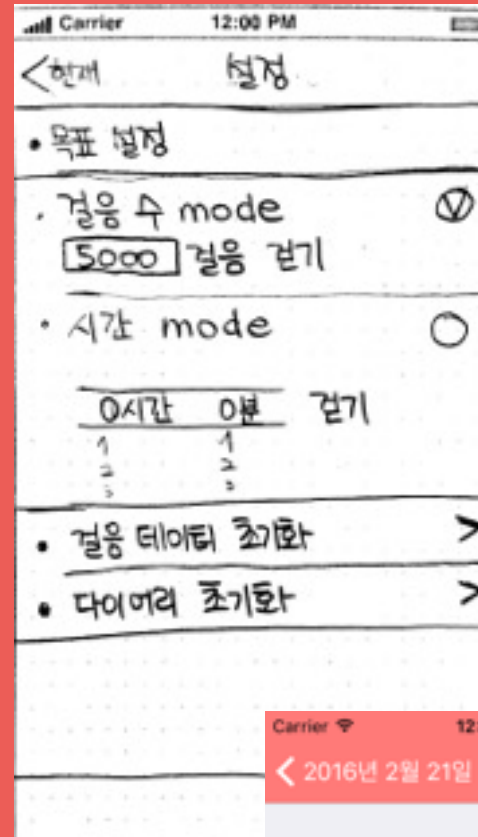 Carrier 12:00 PM
<현재 설정
• 목표 설정
• 걸음 수 mode
5000 걸음 걷기
• 시간 mode
0시간 0분 걷기
1 1
2 2
3 3
• 걸음 데이터 초기화 >
• 다이어리 초기화 >
Carrier 12:
2016년 2월 21일